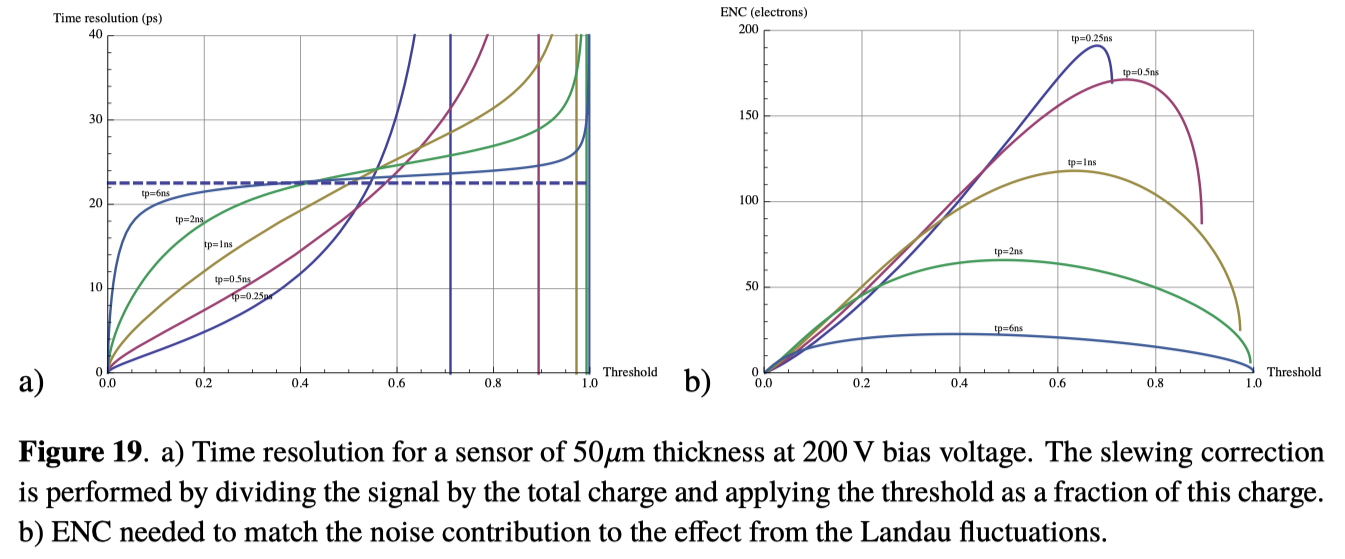 Time resolution (ps)
40
30
20
10
0
tp=6ns
tp=2ns
tp=1ns
tp=0.5ns
tp=0.25ns
0.0 0.2 0.4 0.6 0.8 1.0
Threshold
a)
ENC (electrons)
200
150
100
50
0
tp=0.25ns
tp=0.5ns
tp=1ns
tp=2ns
tp=6ns
0.0 0.2 0.4 0.6 0.8 1.0
Threshold
b)
Figure 19. a) Time resolution for a sensor of 50μm thickness at 200 V bias voltage. The slewing correction
is performed by dividing the signal by the total charge and applying the threshold as a fraction of this charge.
b) ENC needed to match the noise contribution to the effect from the Landau fluctuations.